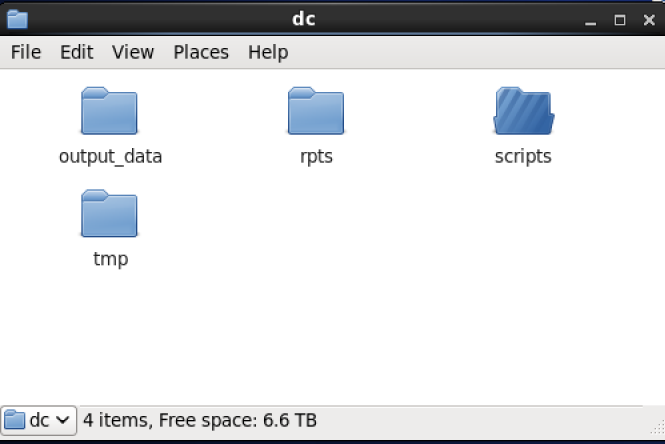 dc
File Edit View Places Help
output_data rpts scripts
tmp
dc 4 items, Free space: 6.6 TB